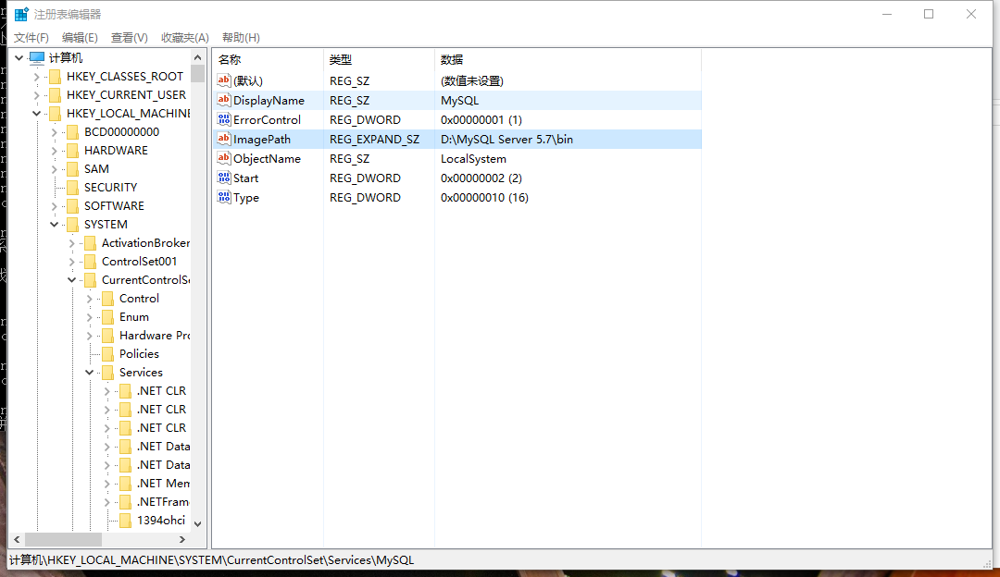 注册表编辑器
文件(F) 编辑(E) 查看(V) 收藏夹(A) 帮助(H)
计算机
HKEY_CLASSES_ROOT
HKEY_CURRENT_USER
HKEY_LOCAL_MACHINE
BCD00000000
HARDWARE
SAM
SECURITY
SOFTWARE
SYSTEM
ActivationBroker
ControlSet001
CurrentControlSe
Control
Enum
Hardware Pro
Policies
Services
.NET CLR
.NET CLR
.NET CLR
.NET Data
.NET Data
.NET Mem
.NETFram
1394ohci
名称 类型 数据
(默认) REG_SZ (数值未设置)
DisplayName REG_SZ MySQL
ErrorControl REG_DWORD 0x00000001 (1)
ImagePath REG_EXPAND_SZ D:\MySQL Server 5.7\bin
ObjectName REG_SZ LocalSystem
Start REG_DWORD 0x00000002 (2)
Type REG_DWORD 0x00000010 (16)
计算机\HKEY_LOCAL_MACHINE\SYSTEM\CurrentControlSet\Services\MySQL